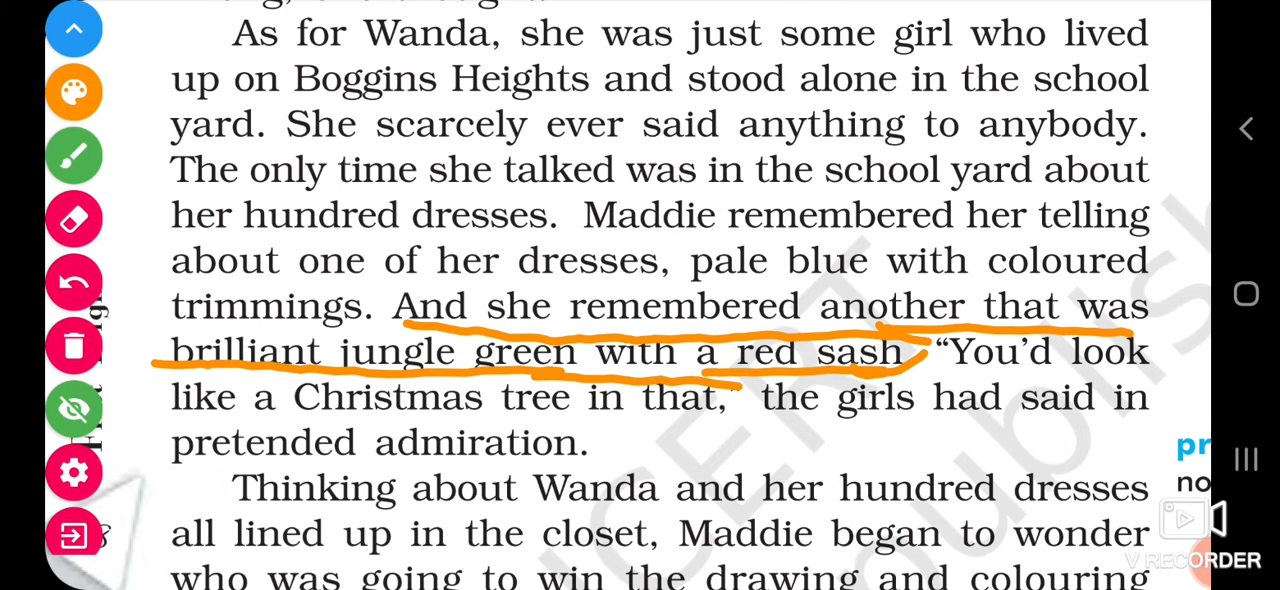 As for Wanda, she was just some girl who lived
up on Boggins Heights and stood alone in the school
yard. She scarcely ever said anything to anybody.
The only time she talked was in the school yard about
her hundred dresses. Maddie remembered her telling
about one of her dresses, pale blue with coloured
trimmings. And she remembered another that was
brilliant jungle green with a red sash. “You’d look
like a Christmas tree in that,” the girls had said in
pretended admiration.
Thinking about Wanda and her hundred dresses
all lined up in the closet, Maddie began to wonder
who was going to win the drawing and colouring
pr
no
V RECORDER